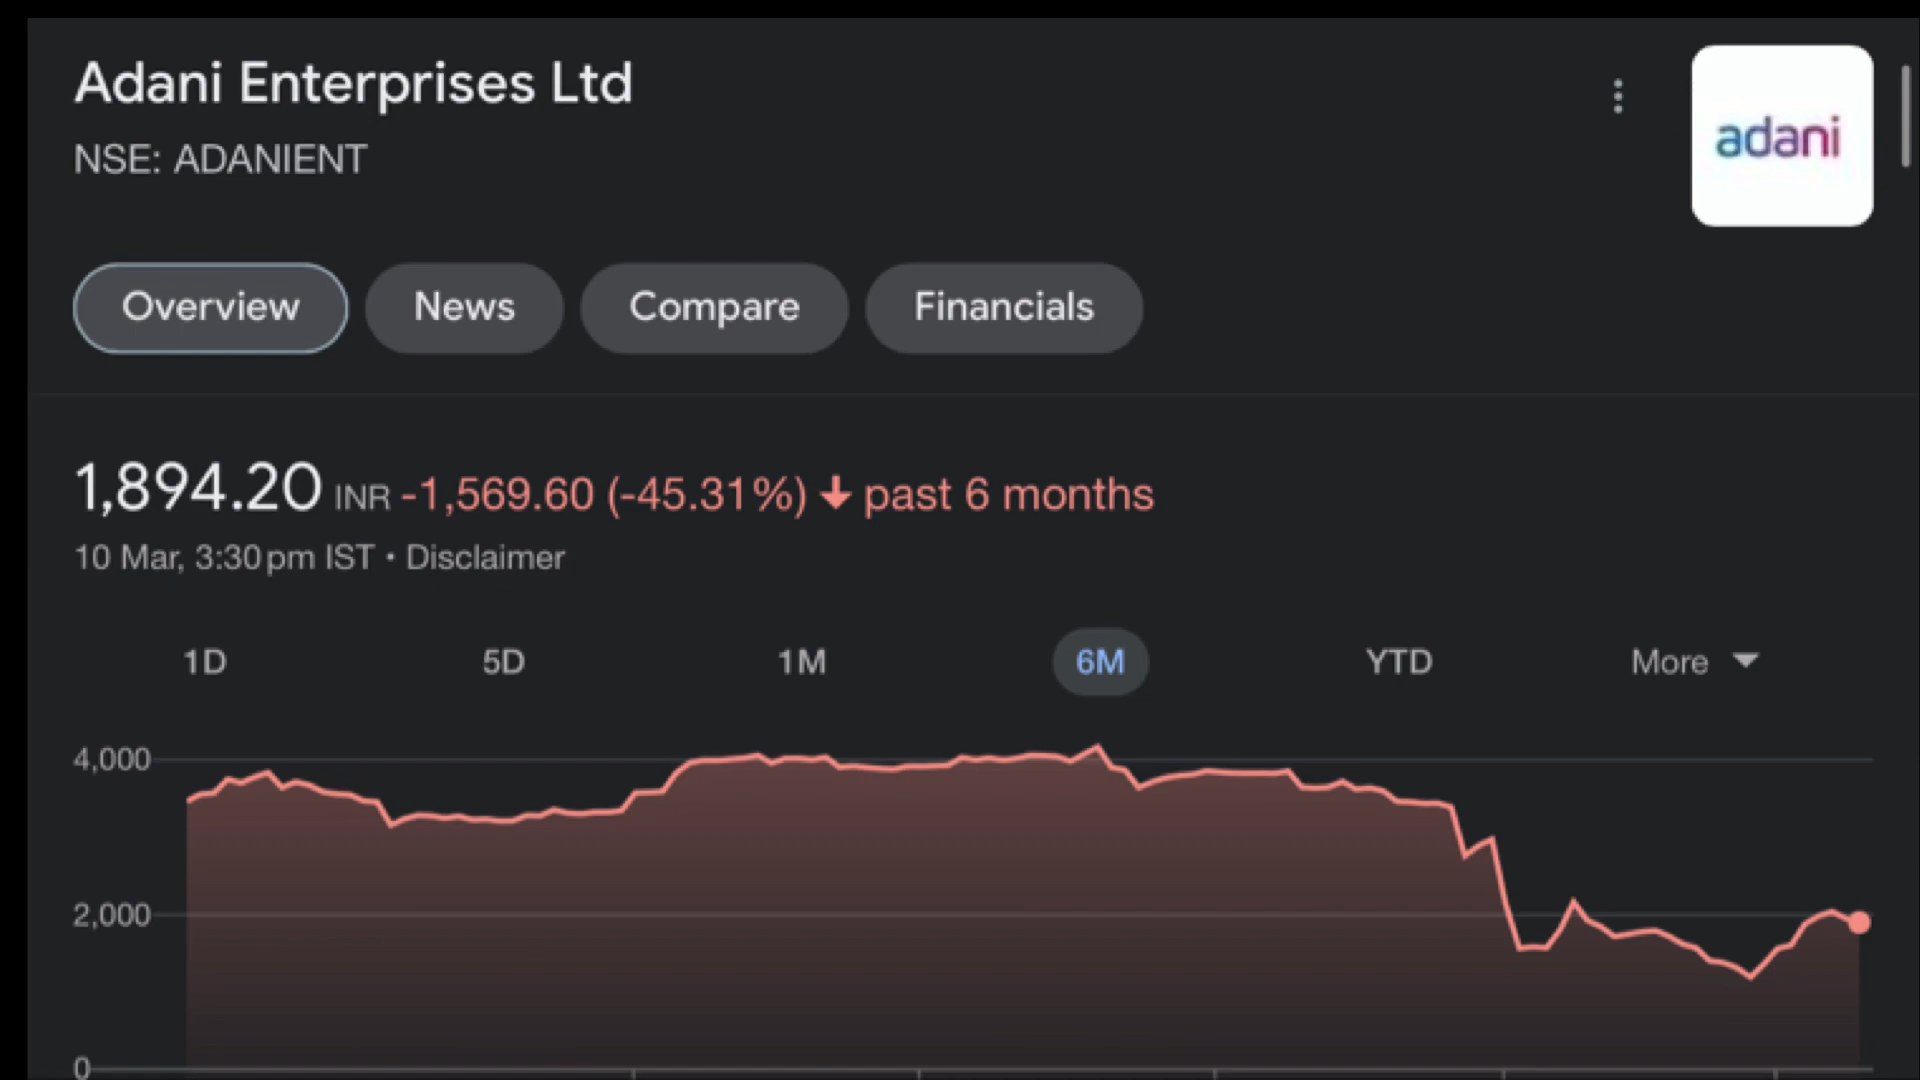 Adani Enterprises Ltd
NSE: ADANIENT
adani
Overview News Compare Financials
1,894.20 INR -1,569.60 (-45.31%) ↓ past 6 months
10 Mar, 3:30 pm IST • Disclaimer
1D 5D 1M 6M YTD More
4,000
2,000
0